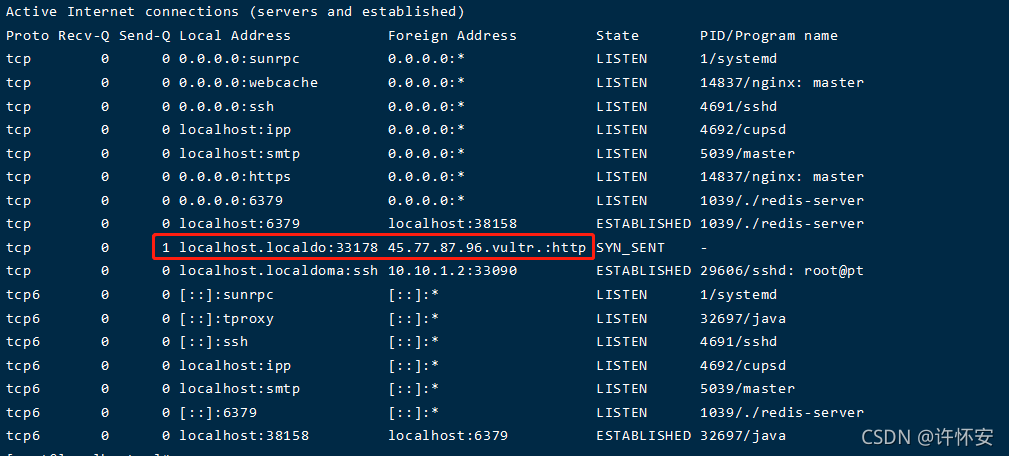 Active Internet connections (servers and established)
Proto Recv-Q Send-Q Local Address Foreign Address State PID/Program name
tcp 0 0 0.0.0.0:sunrpc 0.0.0.0:* LISTEN 1/systemd
tcp 0 0 0.0.0.0:webcache 0.0.0.0:* LISTEN 14837/nginx: master
tcp 0 0 0.0.0.0:ssh 0.0.0.0:* LISTEN 4691/sshd
tcp 0 0 localhost:ipp 0.0.0.0:* LISTEN 4692/cupsd
tcp 0 0 localhost:smtp 0.0.0.0:* LISTEN 5039/master
tcp 0 0 0.0.0.0:https 0.0.0.0:* LISTEN 14837/nginx: master
tcp 0 0 0.0.0.0:6379 0.0.0.0:* LISTEN 1039/./redis-server
tcp 0 0 localhost:6379 localhost:38158 ESTABLISHED 1039/./redis-server
tcp 0 1 localhost.localdo:33178 45.77.87.96.vultr.:http SYN_SENT -
tcp 0 0 localhost.localdoma:ssh 10.10.1.2:33090 ESTABLISHED 29606/sshd: root@pt
tcp6 0 0 [::]:sunrpc [::]:* LISTEN 1/systemd
tcp6 0 0 [::]:tproxy [::]:* LISTEN 32697/java
tcp6 0 0 [::]:ssh [::]:* LISTEN 4691/sshd
tcp6 0 0 localhost:ipp [::]:* LISTEN 4692/cupsd
tcp6 0 0 localhost:smtp [::]:* LISTEN 5039/master
tcp6 0 0 [::]:6379 [::]:* LISTEN 1039/./redis-server
tcp6 0 0 localhost:38158 localhost:6379 ESTABLISHED 32697/java
CSDN @许怀安